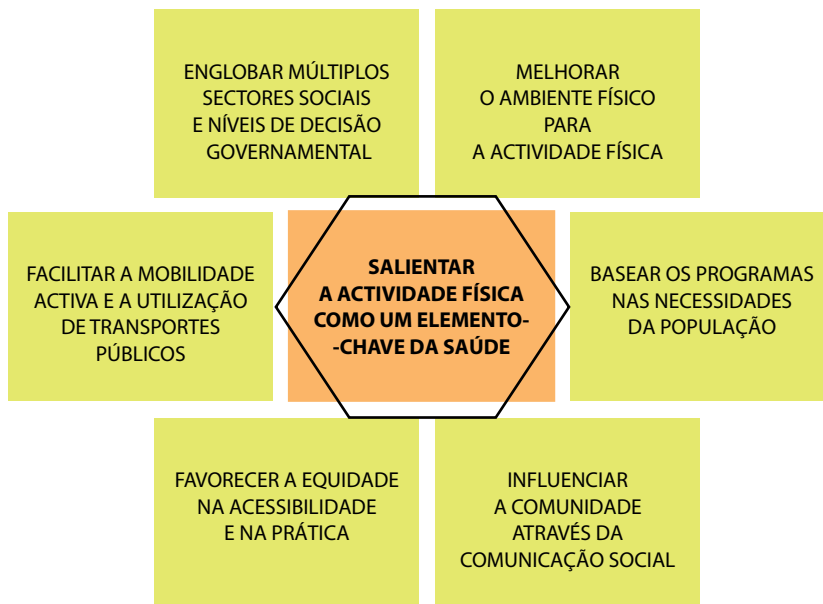 ENGLOBAR MÚLTIPLOS
SECTORES SOCIAIS
E NÍVEIS DE DECISÃO
GOVERNAMENTAL
MELHORAR
O AMBIENTE FÍSICO
PARA
A ACTIVIDADE FÍSICA
FACILITAR A MOBILIDADE
ACTIVA E A UTILIZAÇÃO
DE TRANSPORTES
PÚBLICOS
SALIENTAR
A ACTIVIDADE FÍSICA
COMO UM ELEMENTO-
-CHAVE DA SAÚDE
BASEAR OS PROGRAMAS
NAS NECESSIDADES
DA POPULAÇÃO
FAVORECER A EQUIDADE
NA ACESSIBILIDADE
E NA PRÁTICA
INFLUENCIAR
A COMUNIDADE
ATRAVÉS DA
COMUNICAÇÃO SOCIAL